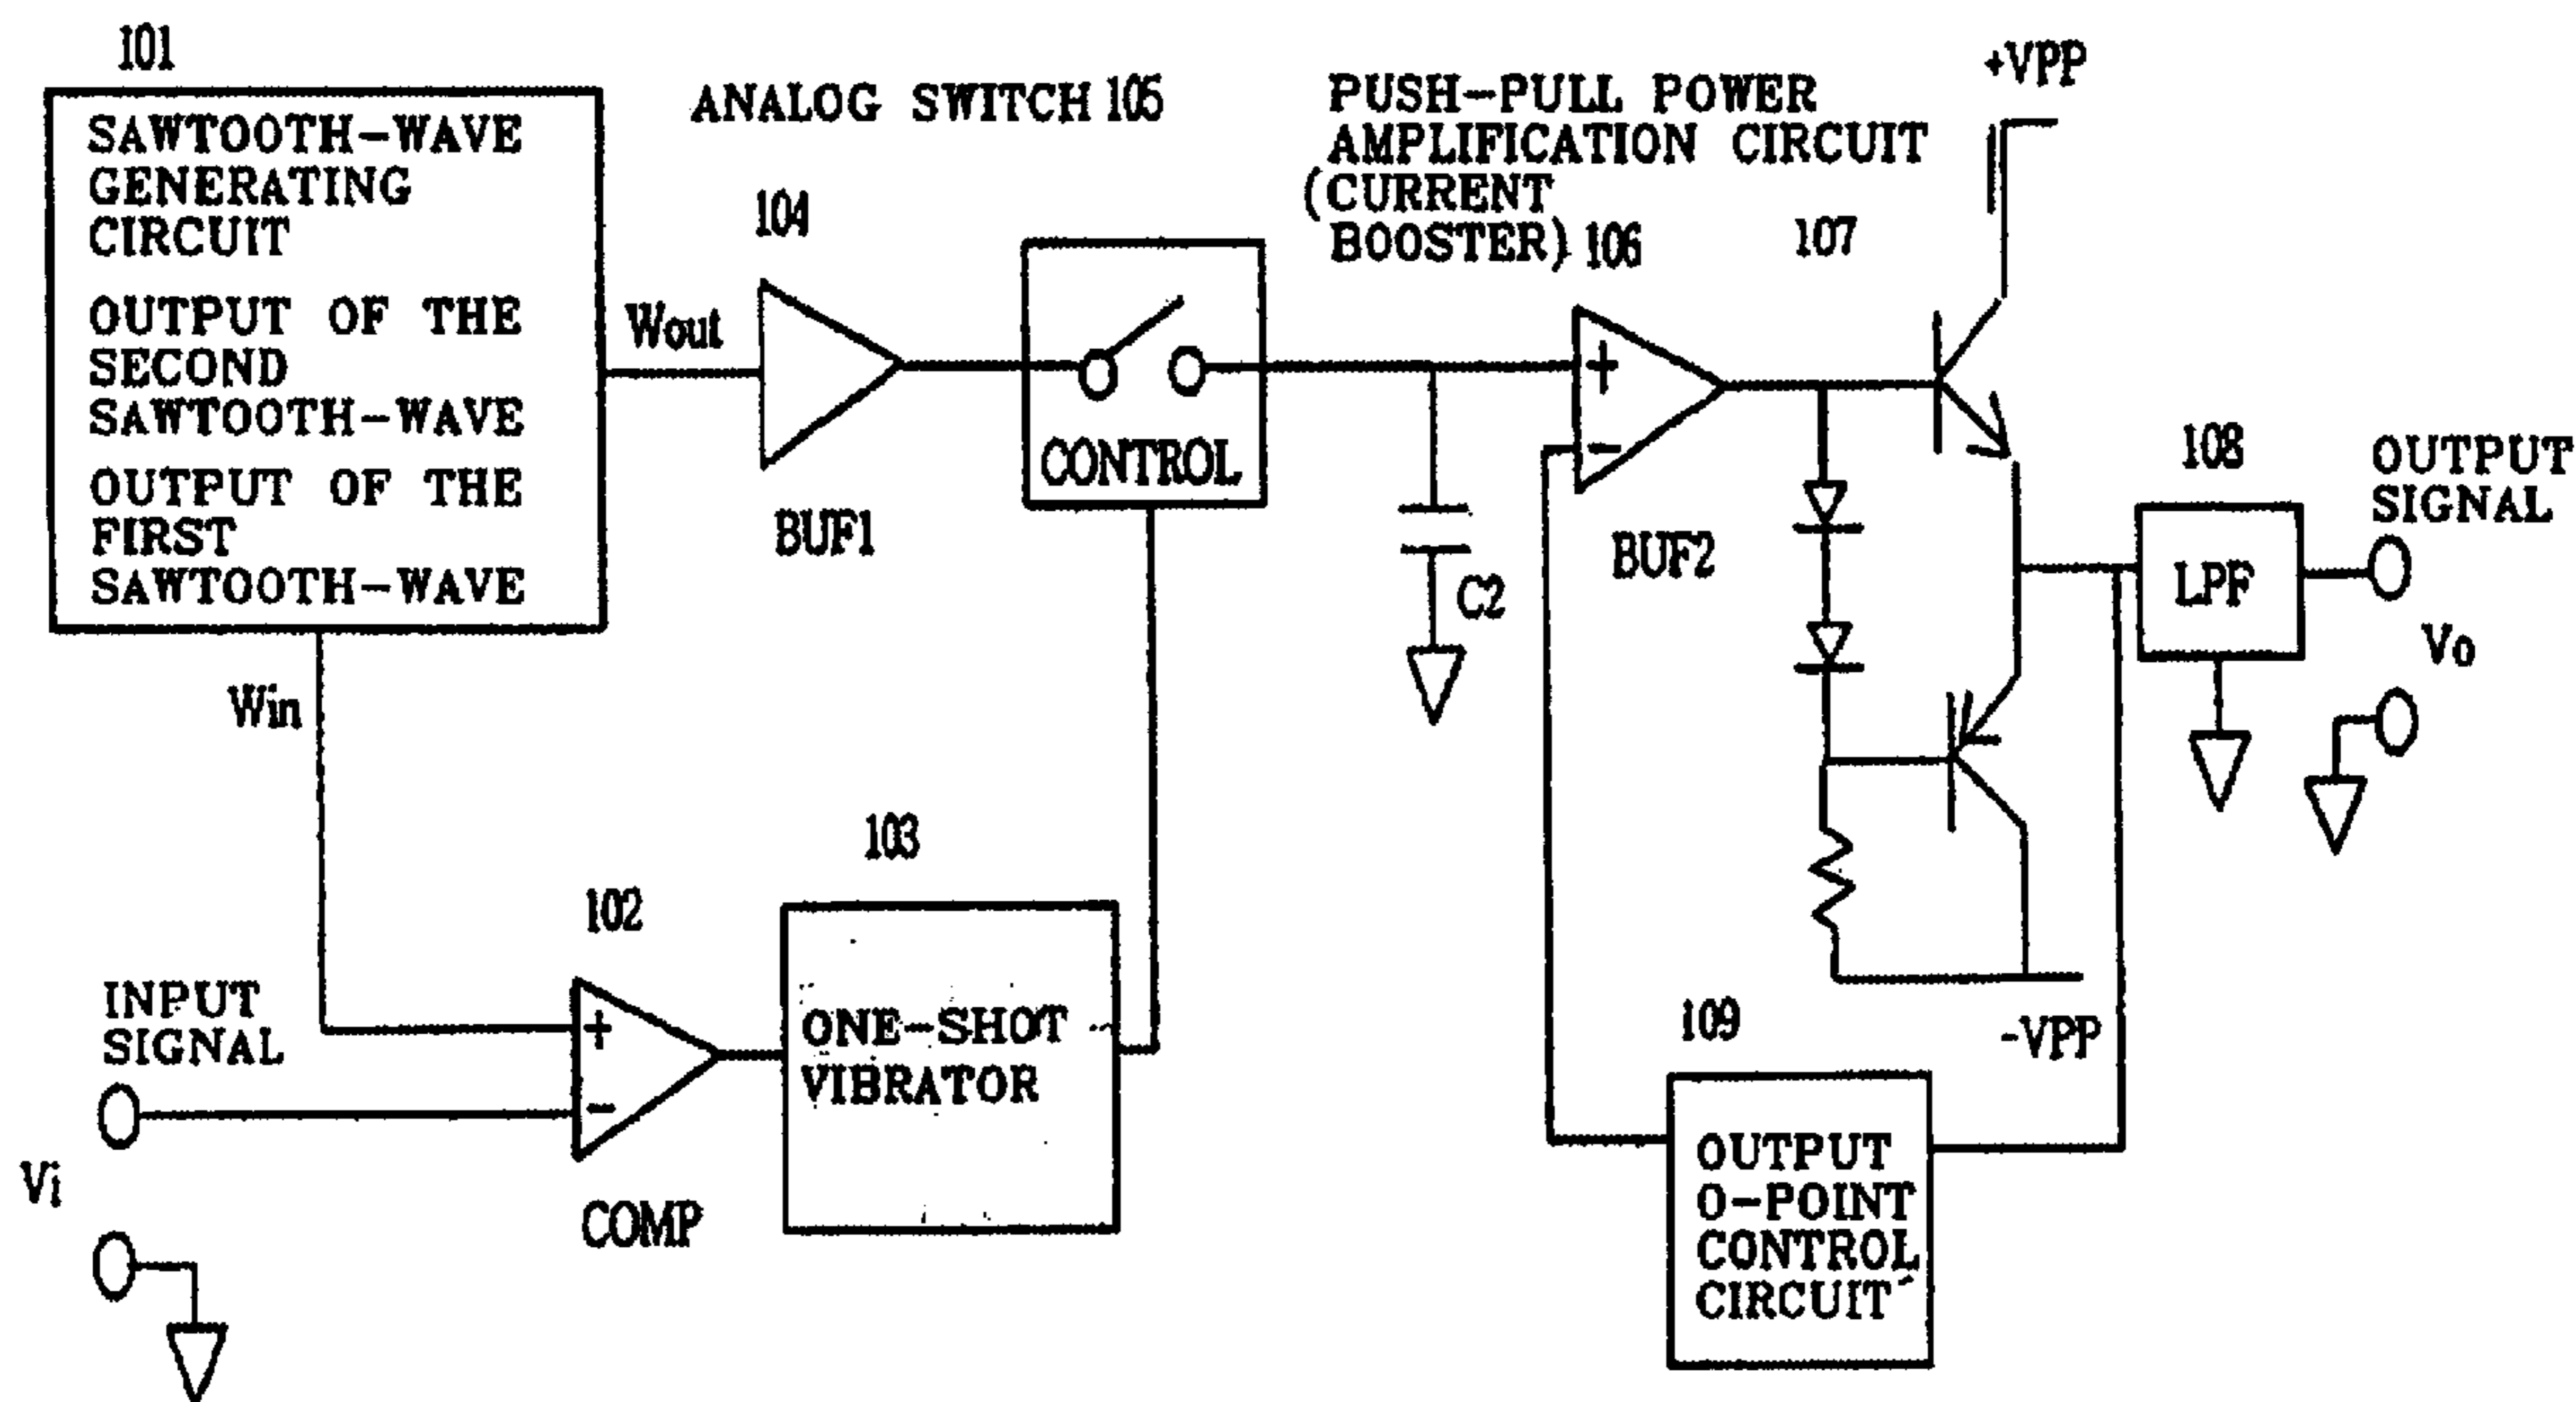 101
SAWTOOTH-WAVE
GENERATING
CIRCUIT
OUTPUT OF THE
SECOND
SAWTOOTH-WAVE
OUTPUT OF THE
FIRST
SAWTOOTH-WAVE
Wout
Win
104
BUF1
ANALOG SWITCH 105
CONTROL
C2
PUSH-PULL POWER
AMPLIFICATION CIRCUIT
(CURRENT
BOOSTER) 106
107
+VPP
+
-
BUF2
108
LPF
OUTPUT
SIGNAL
Vo
-VPP
109
OUTPUT
O-POINT
CONTROL
CIRCUIT
INPUT
SIGNAL
Vi
102
+
-
COMP
103
ONE-SHOT
VIBRATOR